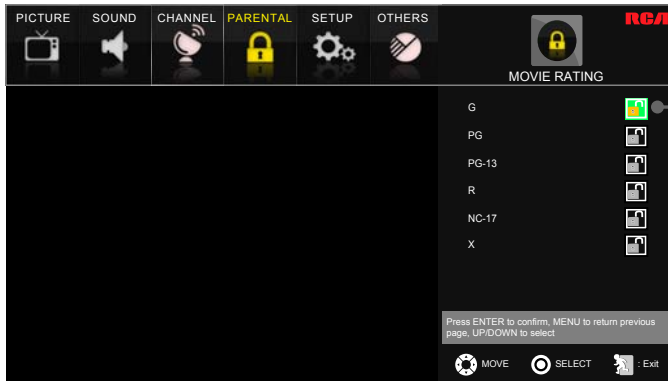 PICTURE SOUND CHANNEL PARENTAL SETUP OTHERS
RCA
MOVIE RATING
G
PG
PG-13
R
NC-17
X
Press ENTER to confirm, MENU to return previous
page, UP/DOWN to select
MOVE SELECT : Exit